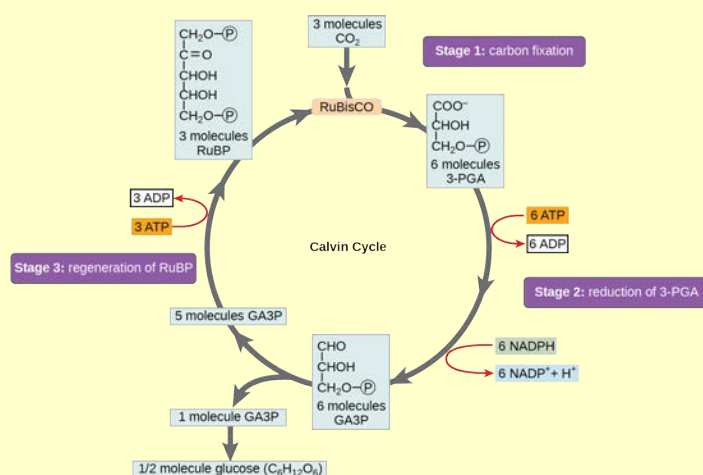 3 molecules
CO₂
Stage 1: carbon fixation
CH₂O–P
C=O
CHOH
CHOH
CH₂O–P
3 molecules
RuBP
RuBisCO
COO⁻
CHOH
CH₂O–P
6 molecules
3-PGA
3 ADP
3 ATP
6 ATP
6 ADP
Calvin Cycle
Stage 3: regeneration of RuBP
Stage 2: reduction of 3-PGA
5 molecules GA3P
CHO
CHOH
CH₂O–P
6 molecules
GA3P
6 NADPH
6 NADP⁺+ H⁺
1 molecule GA3P
1/2 molecule glucose (C₆H₁₂O₆)